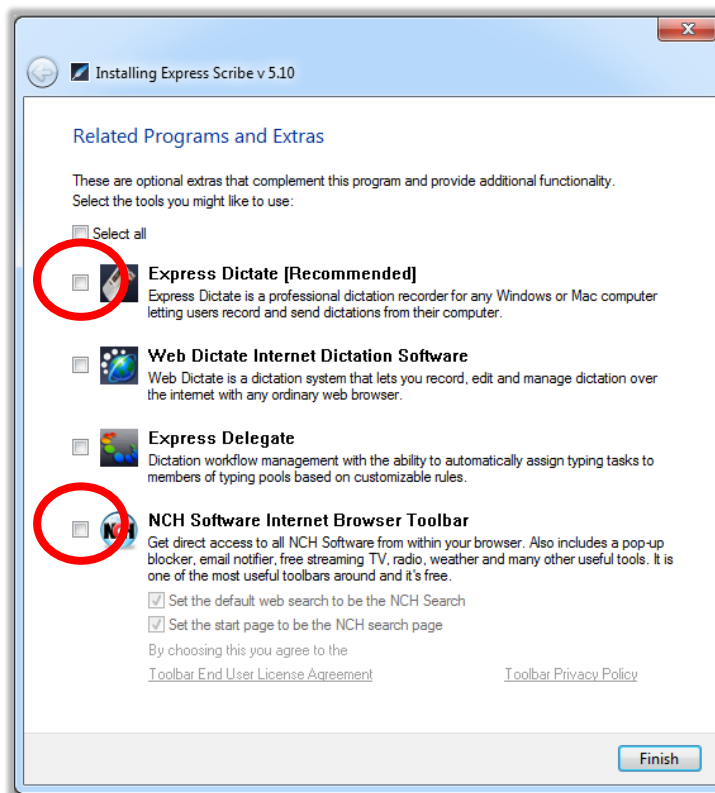 x
Installing Express Scribe v 5.10
Related Programs and Extras
These are optional extras that complement this program and provide additional functionality.
Select the tools you might like to use:
Select all
Express Dictate [Recommended]
Express Dictate is a professional dictation recorder for any Windows or Mac computer
letting users record and send dictations from their computer.
Web Dictate Internet Dictation Software
Web Dictate is a dictation system that lets you record, edit and manage dictation over
the internet with any ordinary web browser.
Express Delegate
Dictation workflow management with the ability to automatically assign typing tasks to
members of typing pools based on customizable rules.
NCH
NCH Software Internet Browser Toolbar
Get direct access to all NCH Software from within your browser. Also includes a pop-up
blocker, email notifier, free streaming TV, radio, weather and many other useful tools. It is
one of the most useful toolbars around and it's free.
Set the default web search to be the NCH Search
Set the start page to be the NCH search page
By choosing this you agree to the
Toolbar End User License Agreement Toolbar Privacy Policy
Finish